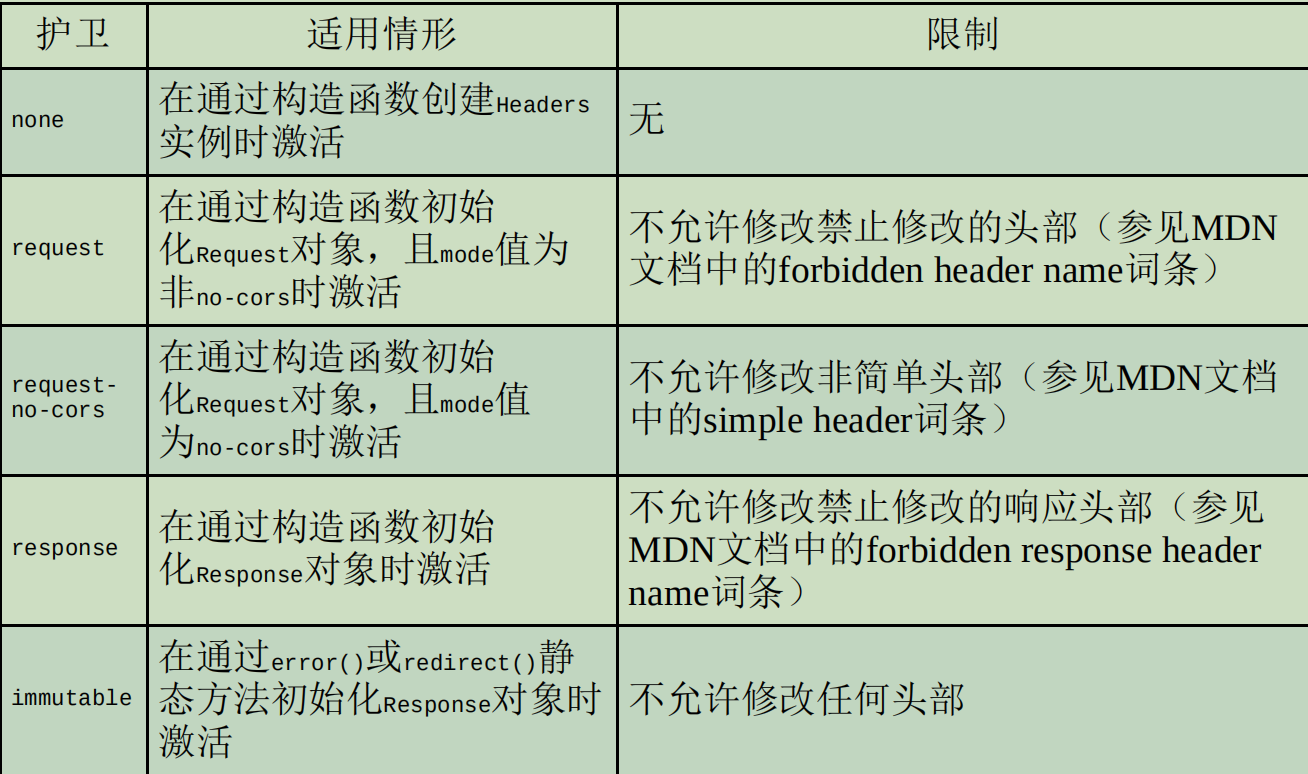 护卫
适用情形
限制
none
在通过构造函数创建Headers
实例时激活
无
request
在通过构造函数初始
化Request对象，且mode值为
非no-cors时激活
不允许修改禁止修改的头部（参见MDN
文档中的forbidden header name词条）
request-
no-cors
在通过构造函数初始
化Request对象，且mode值
为no-cors时激活
不允许修改非简单头部（参见MDN文档
中的simple header词条）
response
在通过构造函数初始
化Response对象时激活
不允许修改禁止修改的响应头部（参见
MDN文档中的forbidden response header
name词条）
immutable
在通过error()或redirect()静
态方法初始化Response对象时
激活
不允许修改任何头部